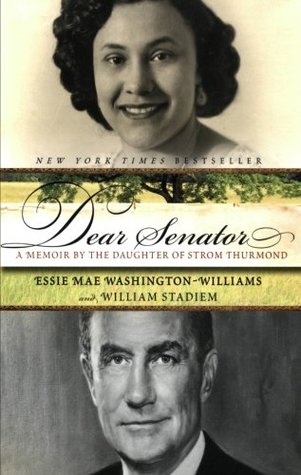 NEW YORK TIMES BESTSELLER
Dear Senator
A MEMOIR BY THE DAUGHTER OF STROM THURMOND
ESSIE MAE WASHINGTON-WILLIAMS
and WILLIAM STADIEM